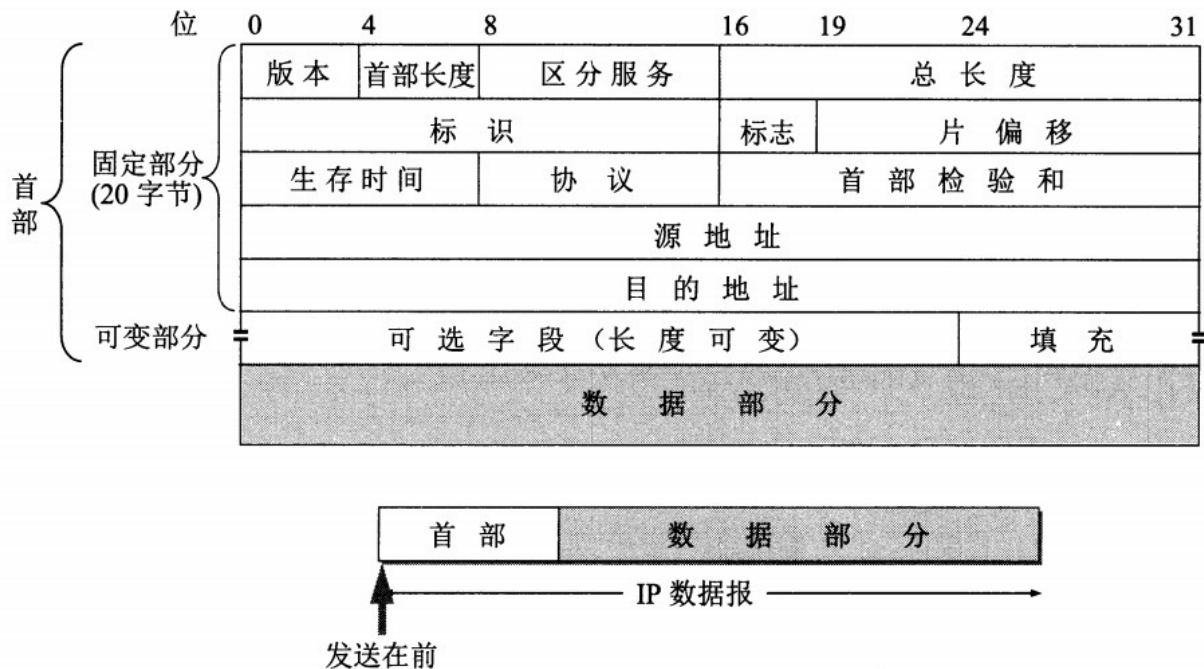 位 0 4 8 16 19 24 31
版本 首部长度 区分服务 总长度
标识 标志 片偏移
固定部分
(20 字节)
首部
生存时间 协议 首部检验和
源地址
目的地址
可变部分 可选字段（长度可变） 填充
数据部分
首部 数据部分
IP 数据报
发送在前